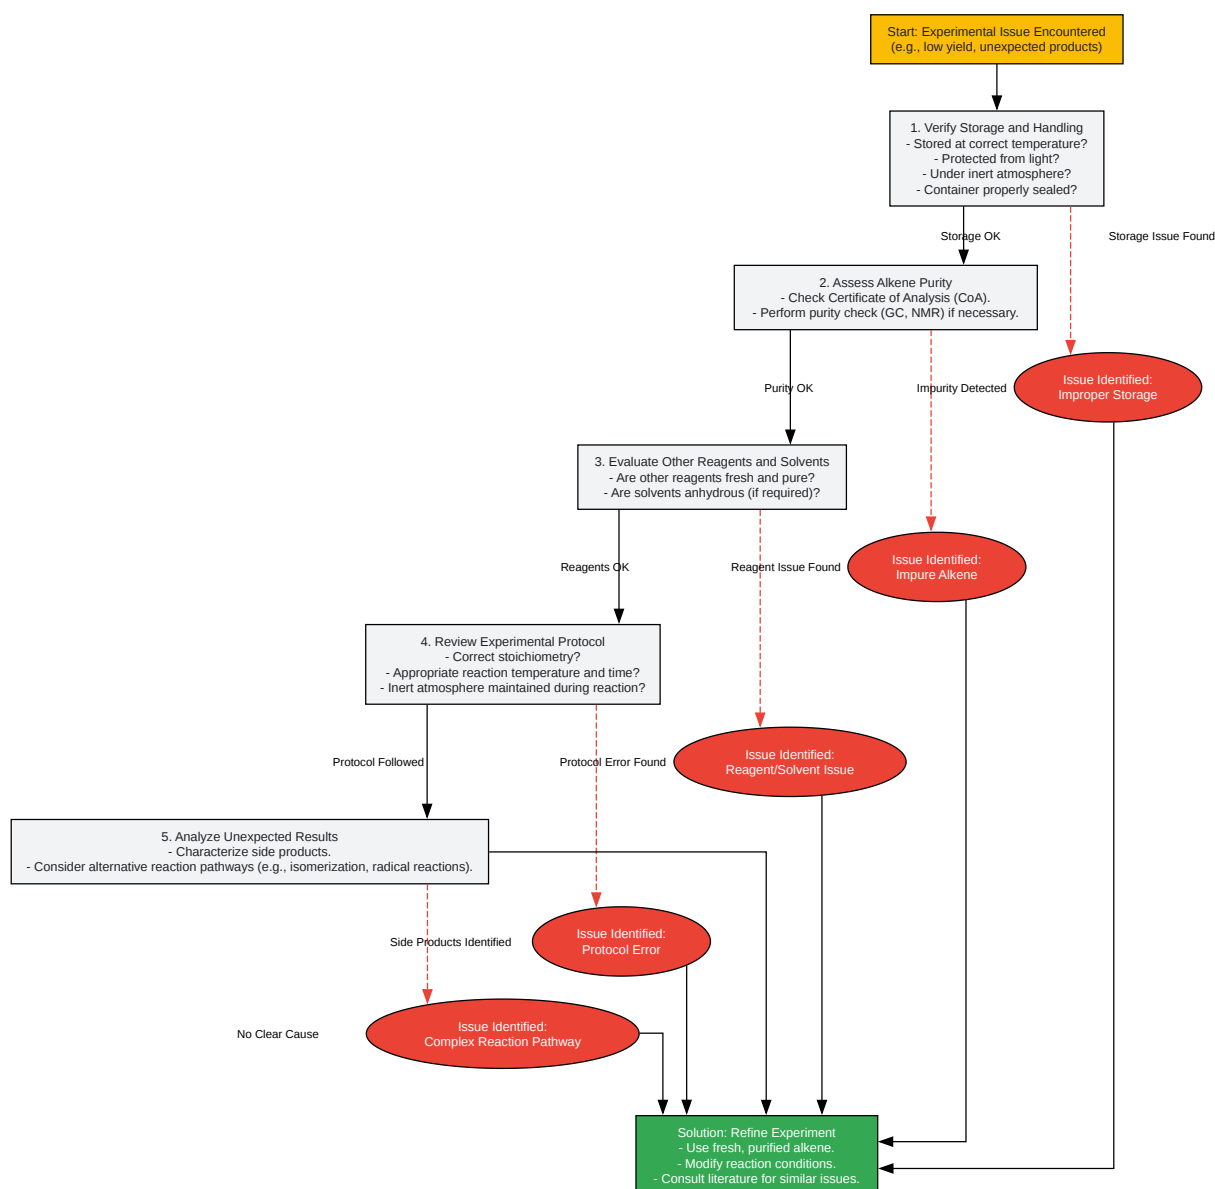 Start: Experimental Issue Encountered
(e.g., low yield, unexpected products)
1. Verify Storage and Handling
- Stored at correct temperature?
- Protected from light?
- Under inert atmosphere?
- Container properly sealed?
Storage OK
Storage Issue Found
2. Assess Alkene Purity
- Check Certificate of Analysis (CoA).
- Perform purity check (GC, NMR) if necessary.
Issue Identified:
Improper Storage
Purity OK
Impurity Detected
3. Evaluate Other Reagents and Solvents
- Are other reagents fresh and pure?
- Are solvents anhydrous (if required)?
Issue Identified:
Impure Alkene
Reagents OK
Reagent Issue Found
4. Review Experimental Protocol
- Correct stoichiometry?
- Appropriate reaction temperature and time?
- Inert atmosphere maintained during reaction?
Issue Identified:
Reagent/Solvent Issue
Protocol Followed
Protocol Error Found
5. Analyze Unexpected Results
- Characterize side products.
- Consider alternative reaction pathways (e.g., isomerization, radical reactions).
Issue Identified:
Protocol Error
Side Products Identified
No Clear Cause
Issue Identified:
Complex Reaction Pathway
Solution: Refine Experiment
- Use fresh, purified alkene.
- Modify reaction conditions.
- Consult literature for similar issues.